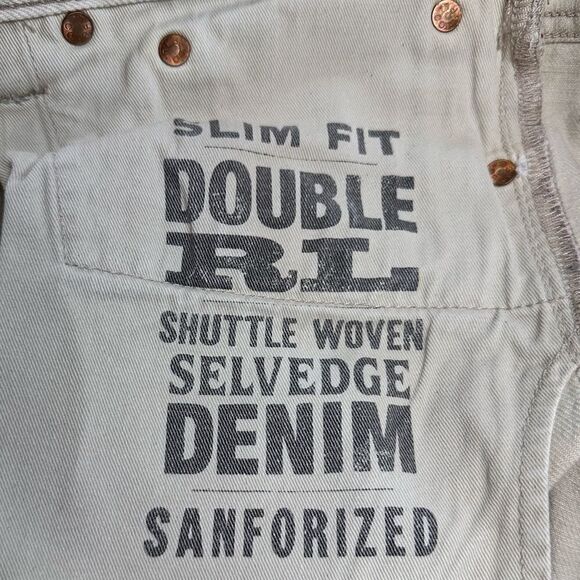 SLIM FIT
DOUBLE
RL
SHUTTLE WOVEN
SELVEDGE
DENIM
SANFORIZED